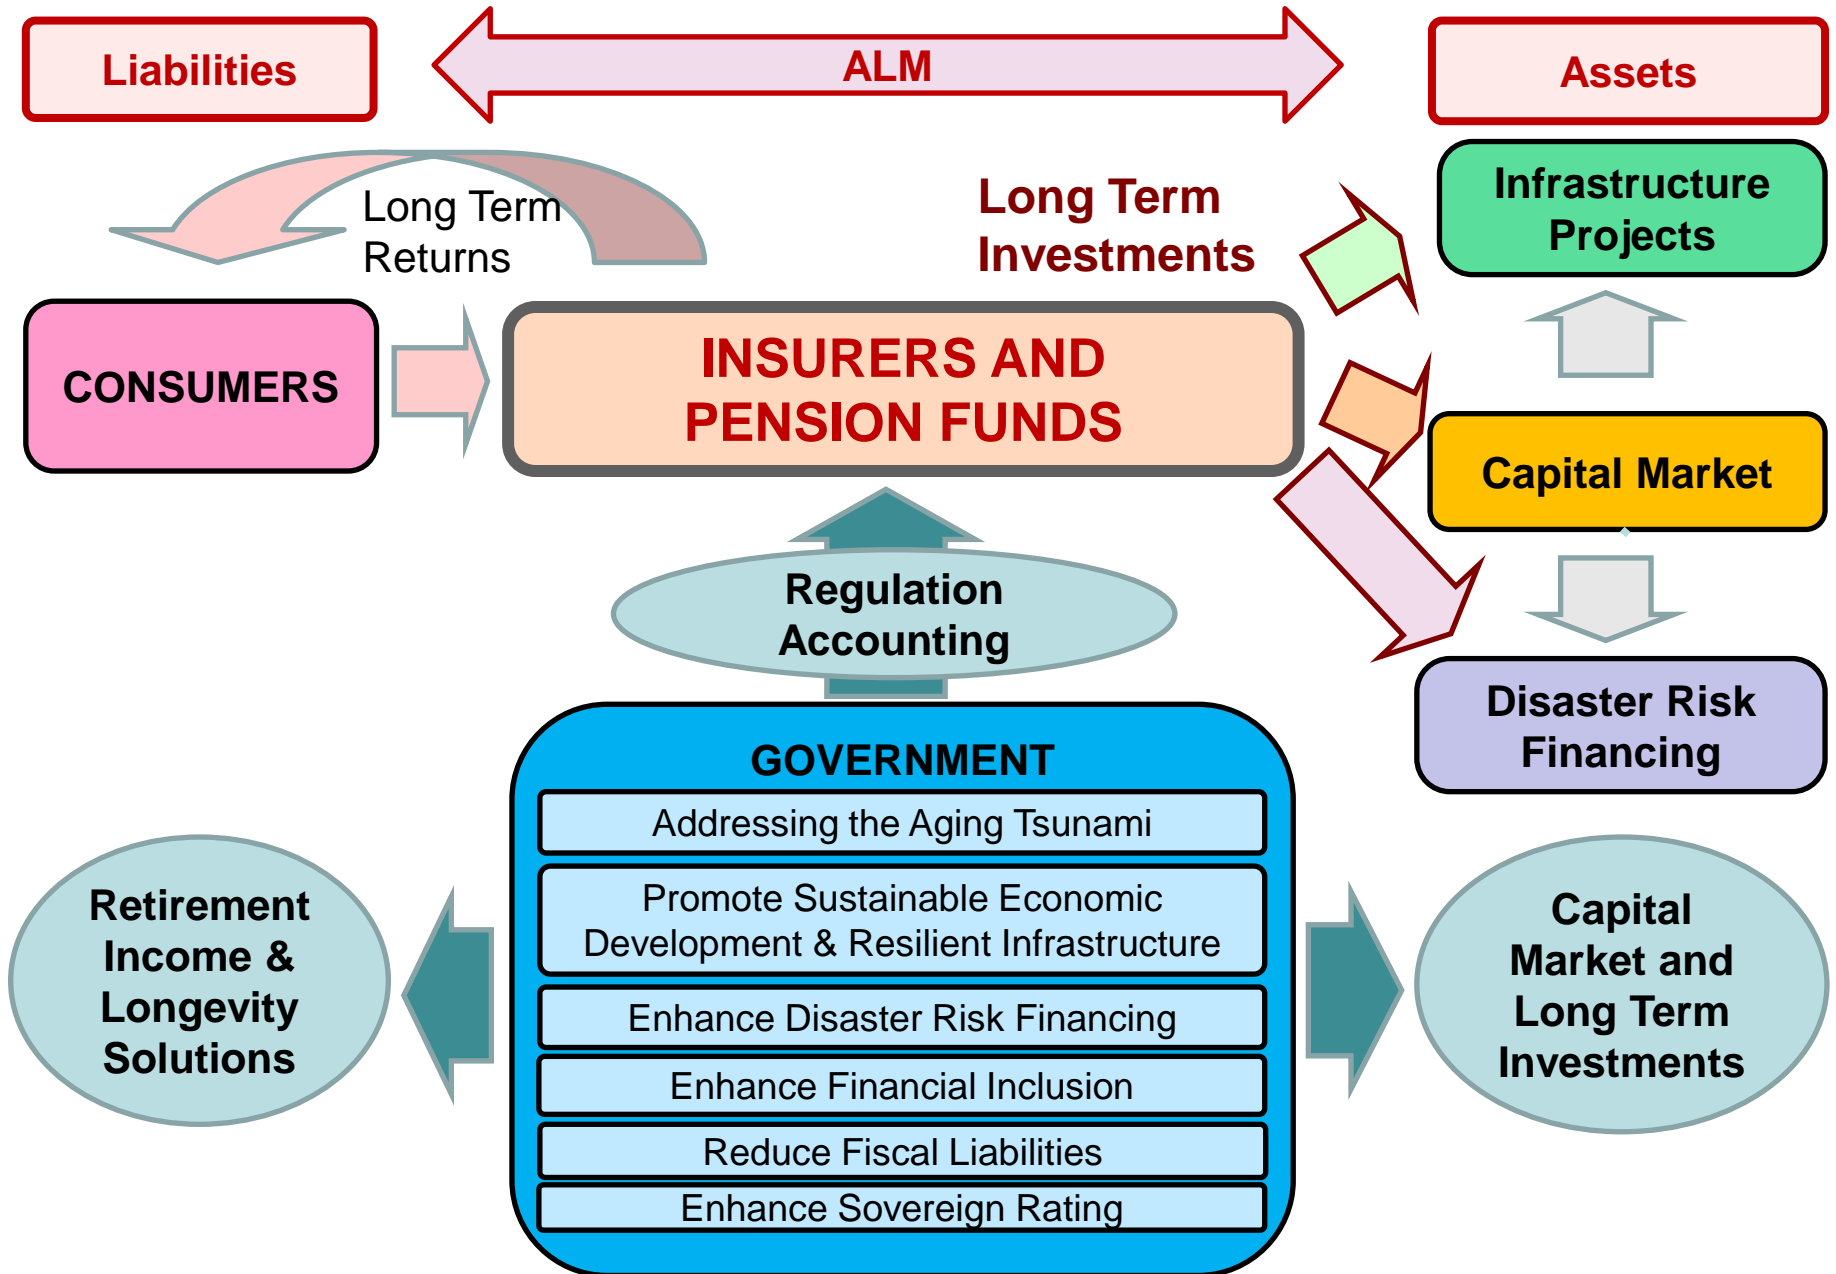 Liabilities
ALM
Assets
Long Term
Returns
Long Term
Investments
Infrastructure
Projects
CONSUMERS
INSURERS AND
PENSION FUNDS
Capital Market
Regulation
Accounting
Disaster Risk
Financing
GOVERNMENT
Addressing the Aging Tsunami
Promote Sustainable Economic
Development & Resilient Infrastructure
Enhance Disaster Risk Financing
Enhance Financial Inclusion
Reduce Fiscal Liabilities
Enhance Sovereign Rating
Retirement
Income &
Longevity
Solutions
Capital
Market and
Long Term
Investments